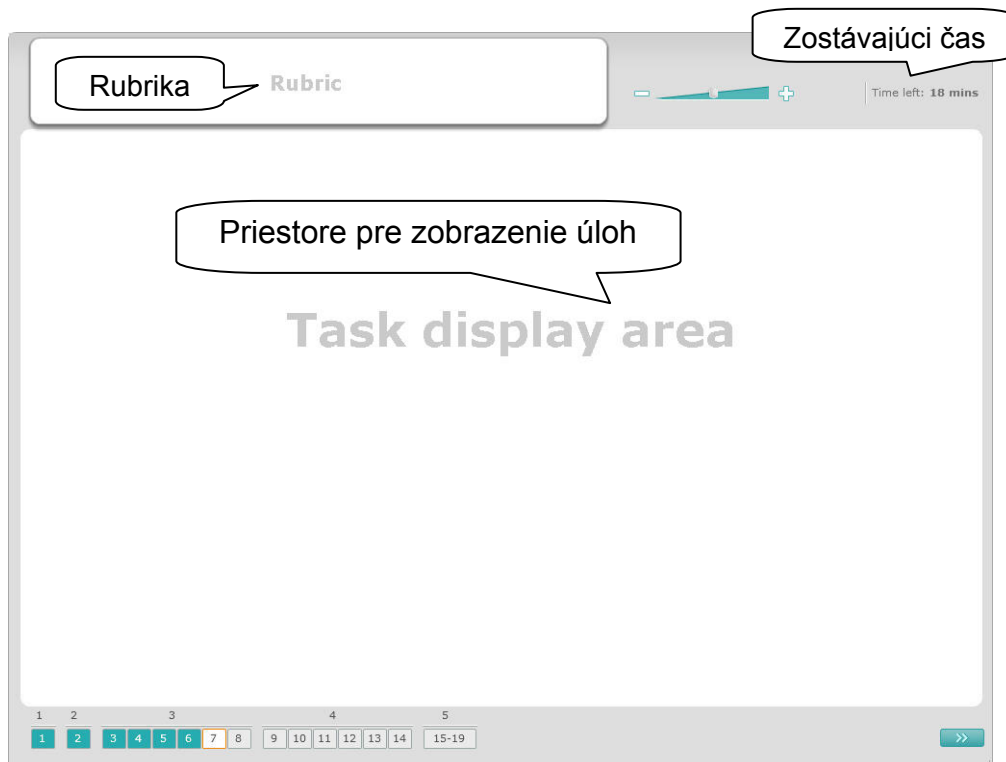 Zostávajúci čas
Rubrika
Rubric
Time left: 18 mins
Priestore pre zobrazenie úloh
Task display area
1 2 3 4 5
1 2 3 4 5 6 7 8 9 10 11 12 13 14 15-19 >>